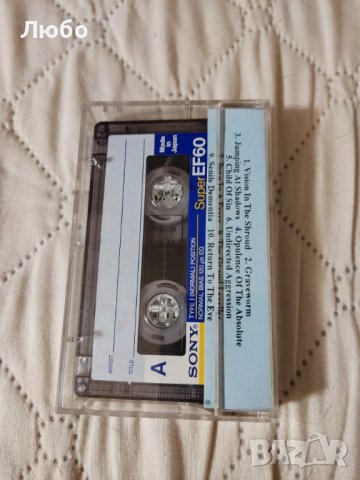 Любо
1. Vision In The Shroud 2. Graveworm
3. Jumping At Shadows 4. Opulence Of The Absolute
5. Child Of Sin 6. Undirected Aggression
9. Senile Dementia 10. Return To The Eve
Made in
Japan
Super EF60
TYPE I (NORMAL) POSITION
NORMAL BIAS 120 μs EQ
SONY
ARTIST
TITLE
A
BAZAR